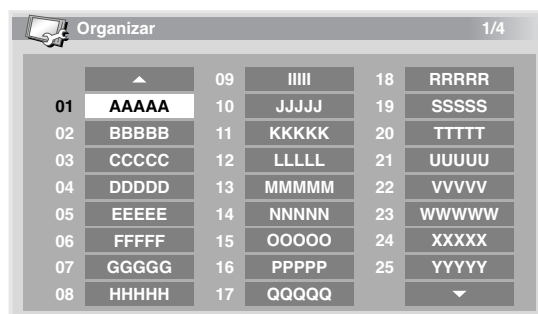 Organizar 1/4
09 IIIII 18 RRRRR
01 AAAAA 10 JJJJJ 19 SSSSS
02 BBBBB 11 KKKKK 20 TTTTT
03 CCCCC 12 LLLLL 21 UUUUU
04 DDDDD 13 MMMMM 22 VVVVV
05 EEEEE 14 NNNNN 23 WWWWW
06 FFFFF 15 OOOOO 24 XXXXX
07 GGGGG 16 PPPPP 25 YYYYY
08 HHHHH 17 QQQQQ